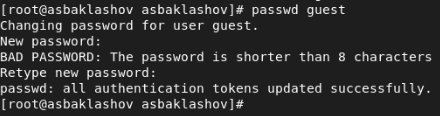 [root@asbaklashov asbaklashov]# passwd guest
Changing password for user guest.
New password:
BAD PASSWORD: The password is shorter than 8 characters
Retype new password:
passwd: all authentication tokens updated successfully.
[root@asbaklashov asbaklashov]#